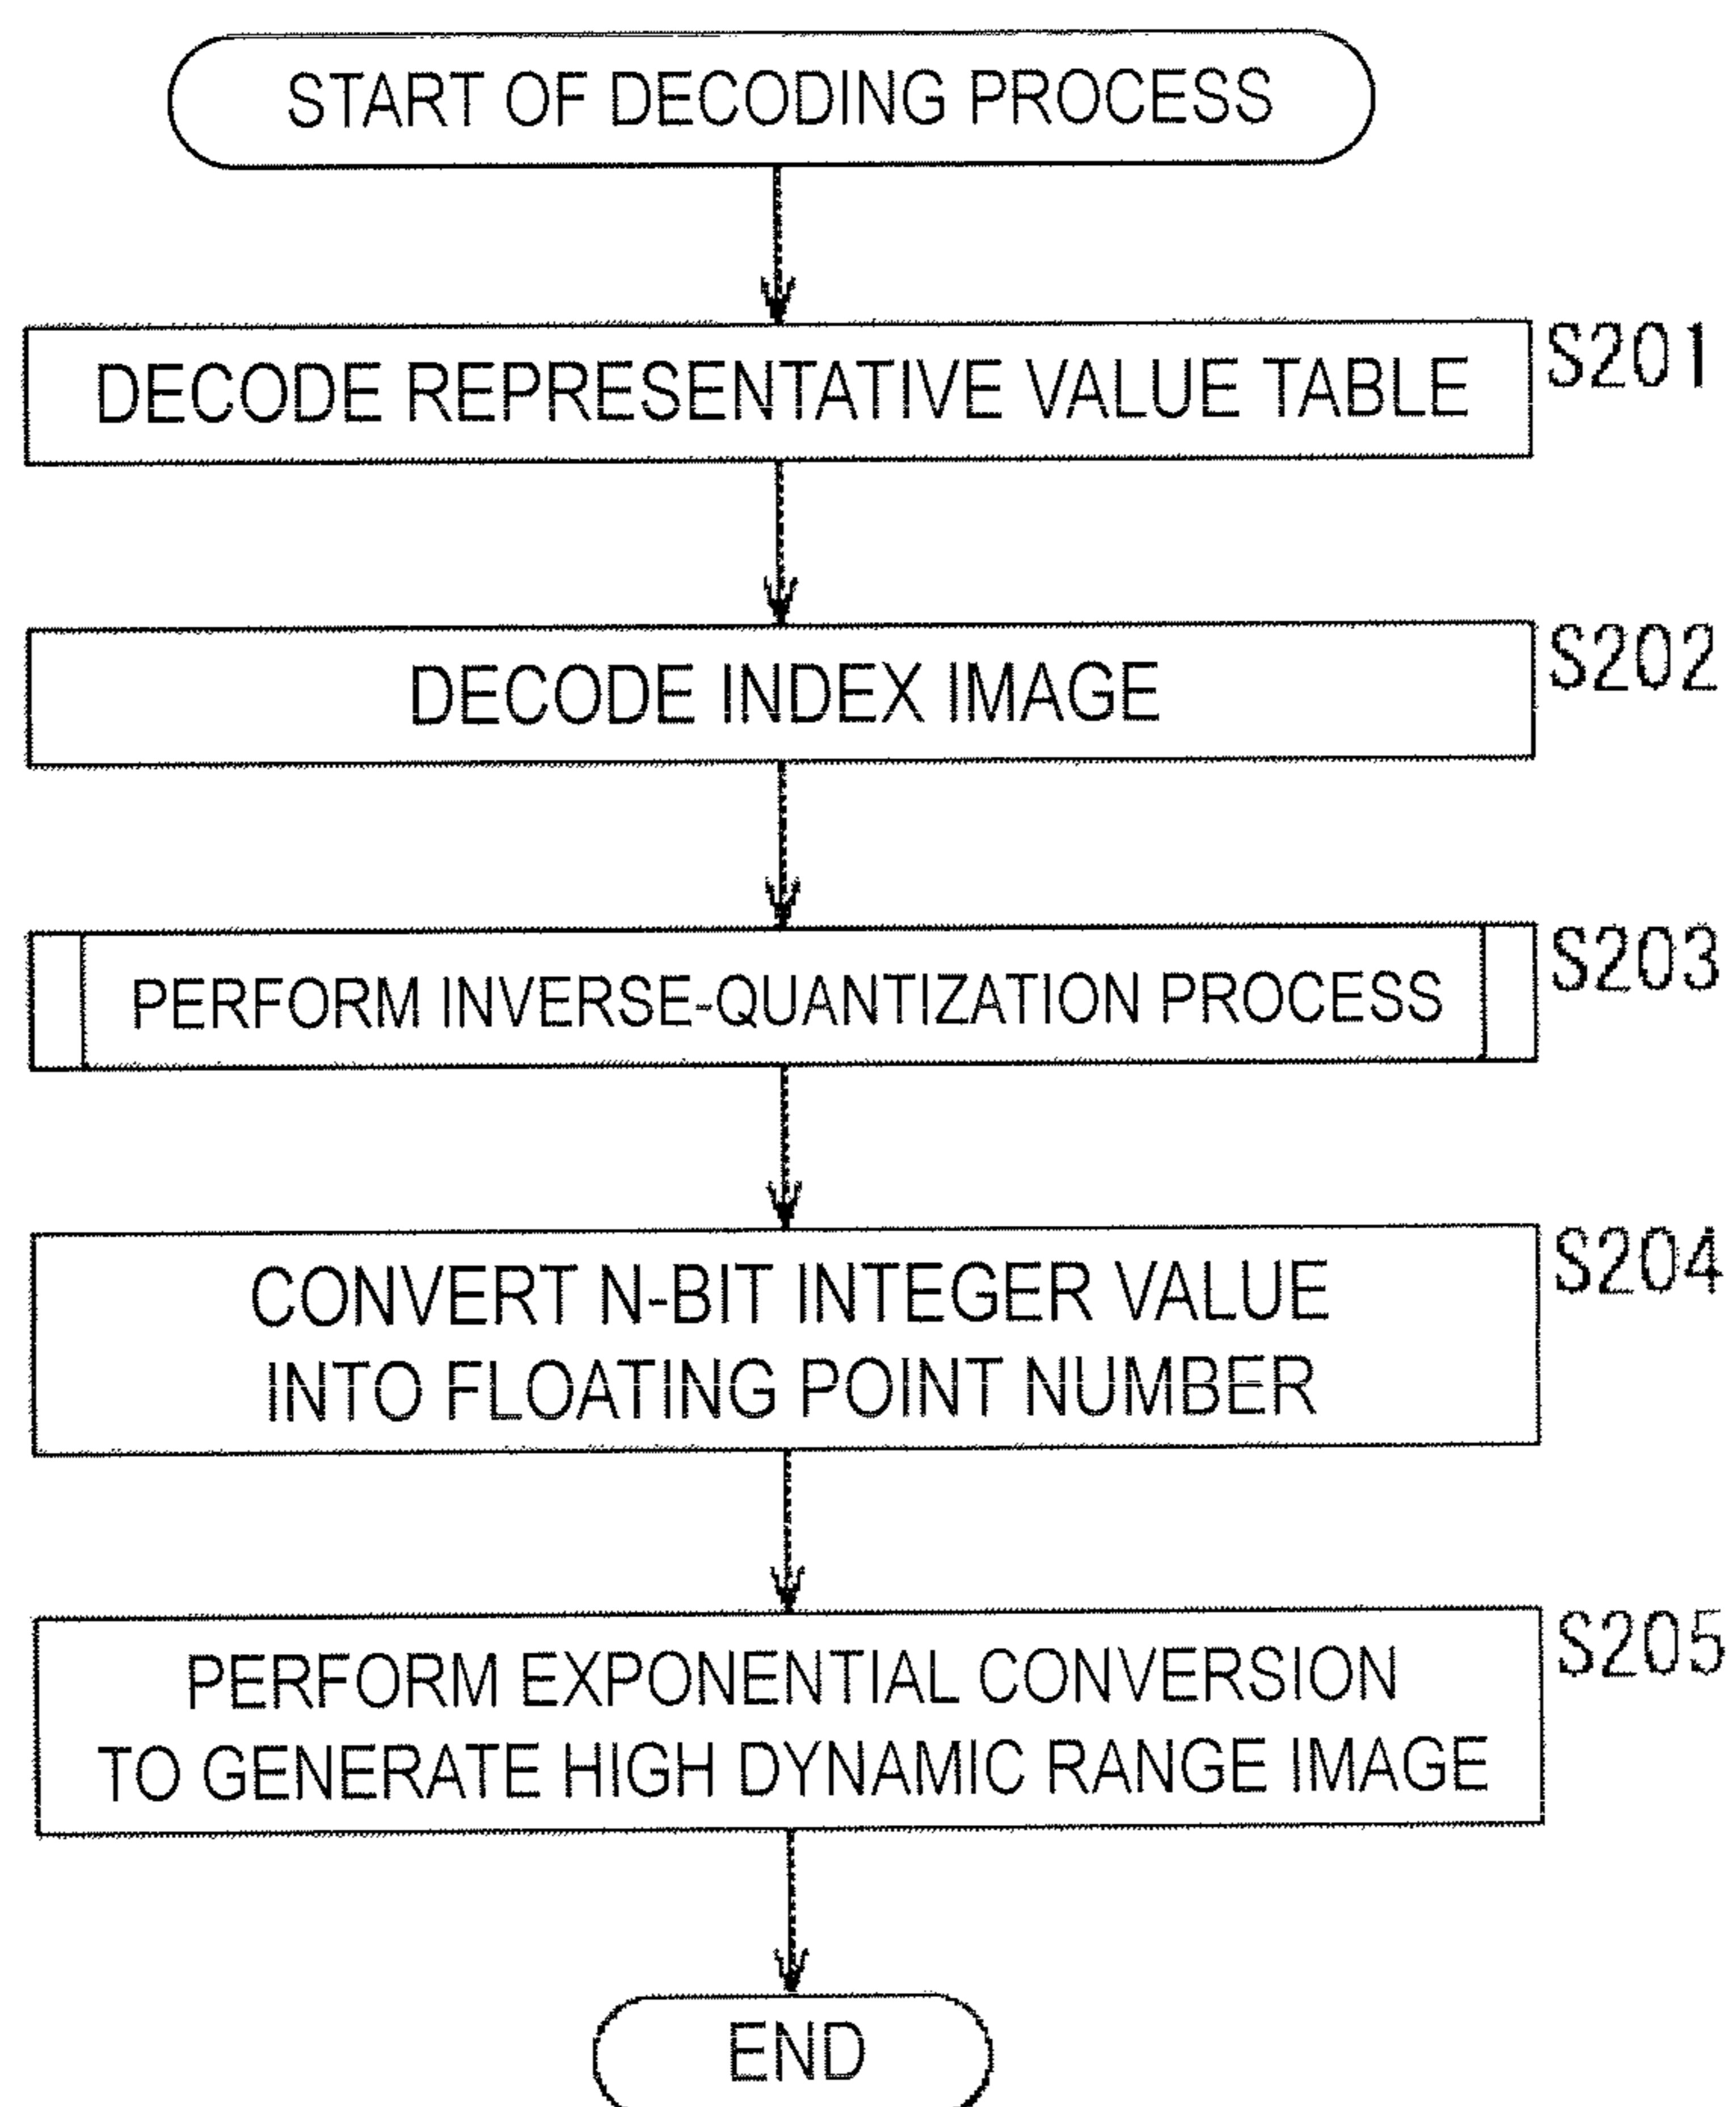 START OF DECODING PROCESS
DECODE REPRESENTATIVE VALUE TABLE
S201
DECODE INDEX IMAGE
S202
PERFORM INVERSE-QUANTIZATION PROCESS
S203
CONVERT N-BIT INTEGER VALUE
INTO FLOATING POINT NUMBER
S204
PERFORM EXPONENTIAL CONVERSION
TO GENERATE HIGH DYNAMIC RANGE IMAGE
S205
END